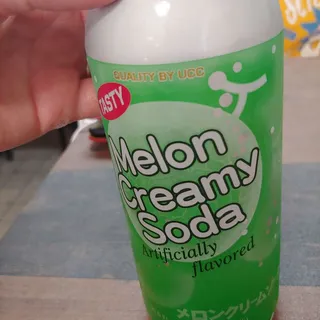 QUALITY BY UCC
TASTY
Melon
Creamy
Soda
Artificially
flavored
メロンクリームソ